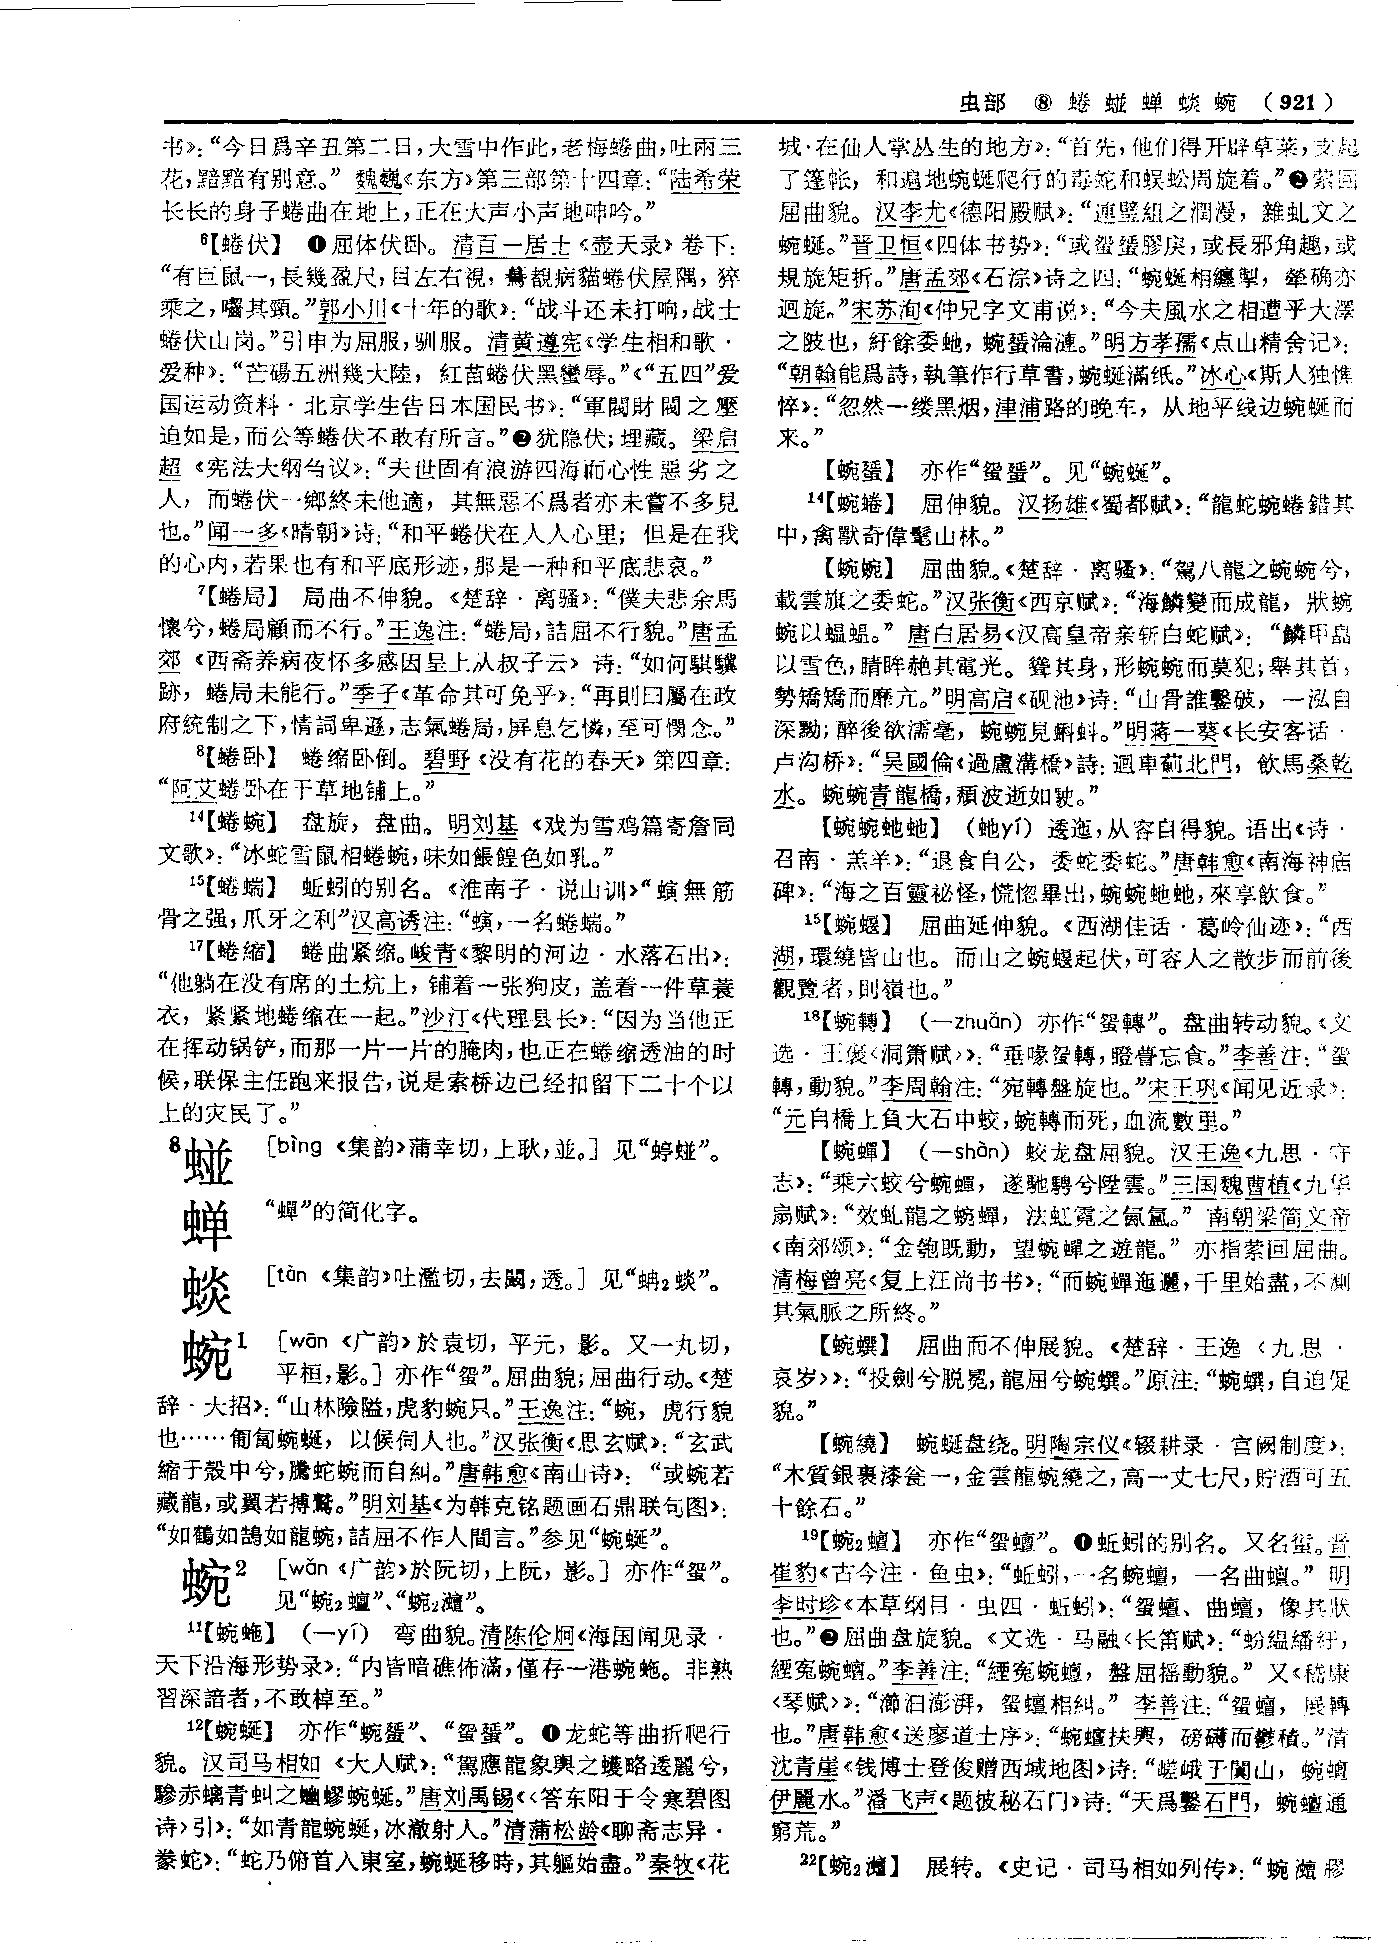 虫部 ⑧ 蜷 䗒 蝉 蛓 蜿 (921)
书》：“今日爲辛丑第二日，大雪中作此，老梅蜷曲，吐兩三
花，黯黯有别意。” 魏巍《东方》第三部第十四章：“陆希荣
长长的身子蜷曲在地上，正在大声小声地呻吟。”
⁶【蜷伏】 ❶屈体伏卧。清百一居士《壶天录》卷下：
“有巨鼠一，長幾盈尺，目左右視，驀覩病貓蜷伏屋隅，猝
乘之，囓其頸。”郭小川《十年的歌》：“战斗还未打响，战士
蜷伏山岗。”引申为屈服，驯服。清黄遵宪《学生相和歌·
爱种》：“芒碭五洲幾大陸，紅苗蜷伏黑蠻辱。”《“五四”爱
国运动资料·北京学生告日本国民书》：“軍閥財閥之壓
迫如是，而公等蜷伏不敢有所言。”❷犹隐伏；埋藏。梁启
超《宪法大纲刍议》：“夫世固有浪游四海而心性惡劣之
人，而蜷伏一鄉終未他適，其無惡不爲者亦未嘗不多見
也。”闻一多《晴朝》诗：“和平蜷伏在人人心里；但是在我
的心内，若果也有和平底形迹，那是一种和平底悲哀。”
⁷【蜷局】 局曲不伸貌。《楚辞·离骚》：“僕夫悲余馬
懷兮，蜷局顧而不行。”王逸注：“蜷局，詰屈不行貌。”唐孟
郊《西斋养病夜怀多感因呈上从叔子云》诗：“如何騏驥
跡，蜷局未能行。”季子《革命其可免乎》：“再則曰屬在政
府統制之下，情詞卑遜，志氣蜷局，屏息乞憐，至可憫念。”
⁸【蜷卧】 蜷缩卧倒。碧野《没有花的春天》第四章：
“阿艾蜷卧在干草地铺上。”
¹⁴【蜷蜿】 盘旋，盘曲。明刘基《戏为雪鸡篇寄詹同
文歌》：“冰蛇雪鼠相蜷蜿，味如餦餭色如乳。”
¹⁵【蜷蝺】 蚯蚓的别名。《淮南子·说山训》“螾無筋
骨之强，爪牙之利”汉高诱注：“螾，一名蜷蝺。”
¹⁷【蜷缩】 蜷曲紧缩。峻青《黎明的河边·水落石出》：
“他躺在没有席的土炕上，铺着一张狗皮，盖着一件草蓑
衣，紧紧地蜷缩在一起。”沙汀《代理县长》：“因为当他正
在挥动锅铲，而那一片一片的腌肉，也正在蜷缩透油的时
候，联保主任跑来报告，说是索桥边已经扣留下二十个以
上的灾民了。”
⁸䗒 [bìng《集韵》蒲幸切，上耿，並。] 见“蛢䗒”。
蝉 “蟬”的简化字。
[tàn《集韵》吐濫切，去闞，透。]
蜿¹ [wān《广韵》於袁切，平元，影。又一丸切，
平桓，影。] 亦作“蛩”。屈曲貌；屈曲行动。《楚
辞·大招》：“山林險隘，虎豹蜿只。”王逸注：“蜿，虎行貌
也……匍匐蜿蜒，以候伺人也。”汉张衡《思玄赋》：“玄武
縮于殼中兮，騰蛇蜿而自糾。”唐韩愈《南山诗》：“或蜿若
藏龍，或翼若搏鷲。”明刘基《为韩克铭题画石鼎联句图》：
“如鶴如鵠如龍蜿，詰屈不作人間言。”参见“蜿蜒”。
蜿² [wǎn《广韵》於阮切，上阮，影。] 亦作“䖤”。
见“蜿₂蟺”、“蜿₂灗”。
¹¹【蜿虵】 (—yí) 弯曲貌。清陈伦炯《海国闻见录·
天下沿海形势录》：“内皆暗礁佈滿，僅存一港蜿虵。非熟
習深諳者，不敢棹至。”
¹²【蜿蜒】 亦作“蜿蜑”、“䖤蜑”。❶龙蛇等曲折爬行
貌。汉司马相如《大人赋》：“駕應龍象輿之蠖略逶麗兮，
驂赤螭青虯之蚴蟉蜿蜒。”唐刘禹锡《〈答东阳于令寒碧图
诗〉引》：“如青龍蜿蜒，冰澈射人。”清蒲松龄《聊斋志异·
豢蛇》：“蛇乃俯首入東室，蜿蜒移時，其軀始盡。”秦牧《花
城·在仙人掌丛生的地方》：“首先，他们得开辟草莱，支起
了篷帐，和遍地蜿蜒爬行的毒蛇和蜈蚣周旋着。”❷萦回
屈曲貌。汉李尤《德阳殿赋》：“連璧組之潤漫，雜虬文之
蜿蜒。”晋卫恒《四体书势》：“或䖤蜑膠戾，或長邪角趣，或
規旋矩折。”唐孟郊《石淙》诗之四：“蜿蜒相纏掣，犖确亦
迴旋。”宋苏洵《仲兄字文甫说》：“今夫風水之相遭乎大澤
之陂也，紆餘委虵，蜿蜑淪漣。”明方孝孺《点山精舍记》：
“朝翰能爲詩，執筆作行草書，蜿蜒滿纸。”冰心《斯人独憔
悴》：“忽然一缕黑烟，津浦路的晚车，从地平线边蜿蜒而
来。”
【蜿蜑】 亦作“䖤蜑”。见“蜿蜒”。
¹⁴【蜿蜷】 屈伸貌。汉扬雄《蜀都赋》：“龍蛇蜿蜷錯其
中，禽獸奇偉髦山林。”
【蜿蜿】 屈曲貌。《楚辞·离骚》：“駕八龍之蜿蜿兮，
載雲旗之委蛇。”汉张衡《西京赋》：“海鱗變而成龍，狀蜿
蜿以蝹蝹。” 唐白居易《汉高皇帝亲斩白蛇赋》：“鱗甲皛
以雪色，睛眸赩其電光。聳其身，形蜿蜿而莫犯；舉其首，
勢矯矯而靡亢。”明高启《砚池》诗：“山骨誰鑿破，一泓自
深黝；醉後欲濡毫，蜿蜿見蝌蚪。”明蒋一葵《长安客话·
卢沟桥》：“吴國倫《過盧溝橋》詩：迴車薊北門，飲馬桑乾
水。蜿蜿青龍橋，頹波逝如駛。”
【蜿蜿虵虵】 (虵yí) 逶迤，从容自得貌。语出《诗·
召南·羔羊》：“退食自公，委蛇委蛇。”唐韩愈《南海神庙
碑》：“海之百靈祕怪，慌惚畢出，蜿蜿虵虵，來享飲食。”
¹⁵【蜿蝘】 屈曲延伸貌。《西湖佳话·葛岭仙迹》：“西
湖，環繞皆山也。而山之蜿蝘起伏，可容人之散步而前後
觀覽者，則嶺也。”
¹⁸【蜿轉】 (—zhuǎn) 亦作“䖤轉”。盘曲转动貌。《文
选·王褒〈洞箫赋〉》：“垂喙䖤轉，瞪瞢忘食。”李善注：“䖤
轉，動貌。”李周翰注：“宛轉盤旋也。”宋王巩《闻见近录》：
“元自橋上負大石中蛟，蜿轉而死，血流數里。”
【蜿蟬】 (—shàn) 蛟龙盘屈貌。汉王逸《九思·守
志》：“乘六蛟兮蜿蟬，遂馳騁兮陞雲。”三国魏曹植《九华
扇赋》：“效虬龍之蜿蟬，法虹霓之氤氲。” 南朝梁简文帝
《南郊颂》：“金匏既動，望蜿蟬之遊龍。” 亦指萦回屈曲。
清梅曾亮《复上汪尚书书》：“而蜿蟬迤邐，千里始盡，不測
其氣脈之所終。”
【蜿蟤】 屈曲而不伸展貌。《楚辞·王逸〈九思·
哀岁〉》：“投劍兮脱冕，龍屈兮蜿蟤。”原注：“蜿蟤，自迫促
貌。”
【蜿繞】 蜿蜒盘绕。明陶宗仪《辍耕录·宫阙制度》：
“木質銀裹漆瓮一，金雲龍蜿繞之，高一丈七尺，貯酒可五
十餘石。”
¹⁹【蜿₂蟺】 亦作“䖤蟺”。❶蚯蚓的别名。又名蚃。晋
崔豹《古今注·鱼虫》：“蚯蚓，一名蜿蟺，一名曲蟺。” 明
李时珍《本草纲目·虫四·蚯蚓》：“䖤蟺、曲蟺，像其状
也。”❷屈曲盘旋貌。《文选·马融〈长笛赋〉》：“蚡緼繙紆，
緸冤蜿蟺。”李善注：“緸冤蜿蟺，盤屈摇動貌。” 又《嵇康
〈琴赋〉》：“瀄汩澎湃，䖤蟺相糾。” 李善注：“䖤蟺，展轉
也。”唐韩愈《送廖道士序》：“蜿蟺扶輿，磅礴而鬱積。”清
沈青崖《钱博士登俊赠西域地图》诗：“嵯峨于闐山，蜿蟺
伊麗水。”潘飞声《题披秘石门》诗：“天爲鑿石門，蜿蟺通
窮荒。”
²²【蜿₂灗】 展转。《史记·司马相如列传》：“蜿灗膠